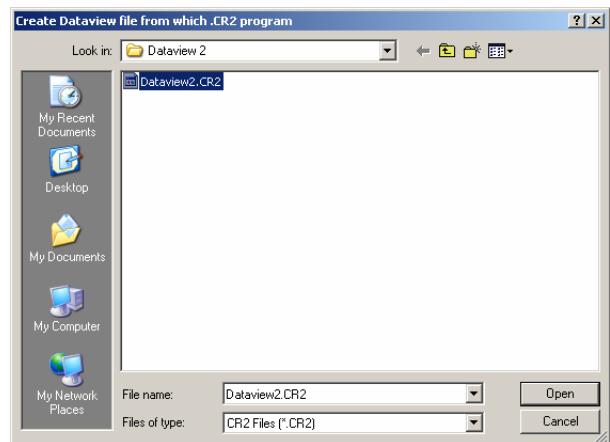 Create Dataview file from which .CR2 program
Look in: Dataview 2
Dataview2.CR2
My Recent
Documents
Desktop
My Documents
My Computer
My Network
Places
File name: Dataview2.CR2 Open
Files of type: CR2 Files (*.CR2) Cancel